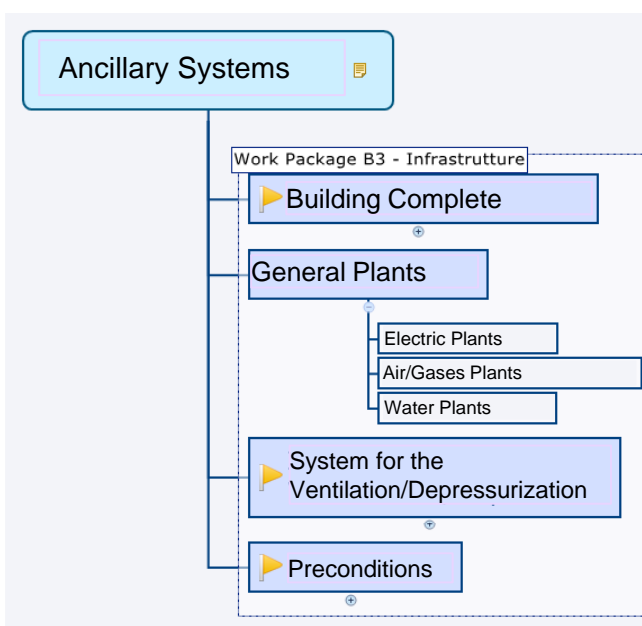 Ancillary Systems
Work Package B3 - Infrastrutture
Building Complete
General Plants
Electric Plants
Air/Gases Plants
Water Plants
System for the
Ventilation/Depressurization
Preconditions